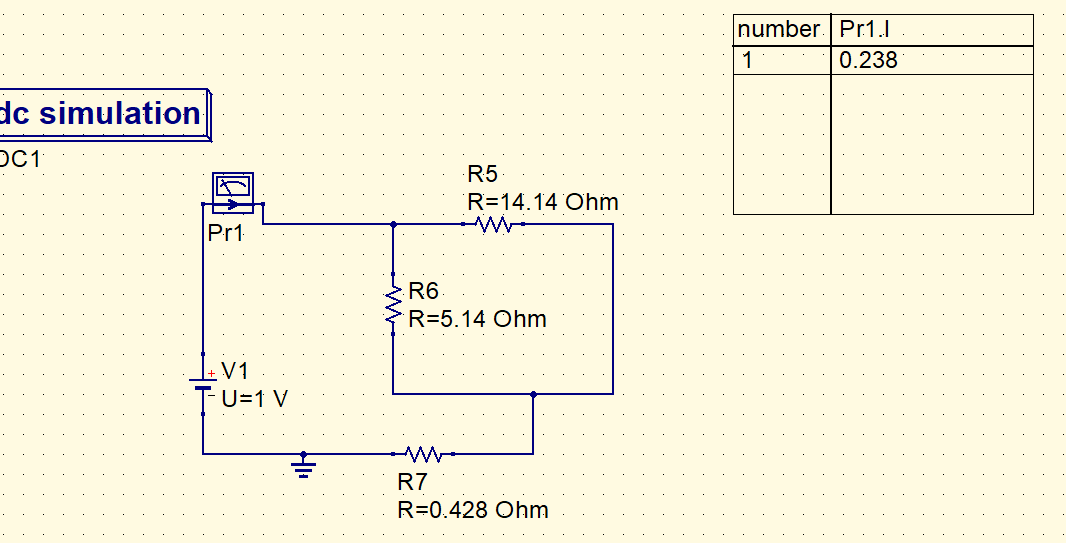 number Pr1.I
1 0.238
dc simulation
DC1
R5
R=14.14 Ohm
Pr1
R6
R=5.14 Ohm
V1
U=1 V
R7
R=0.428 Ohm